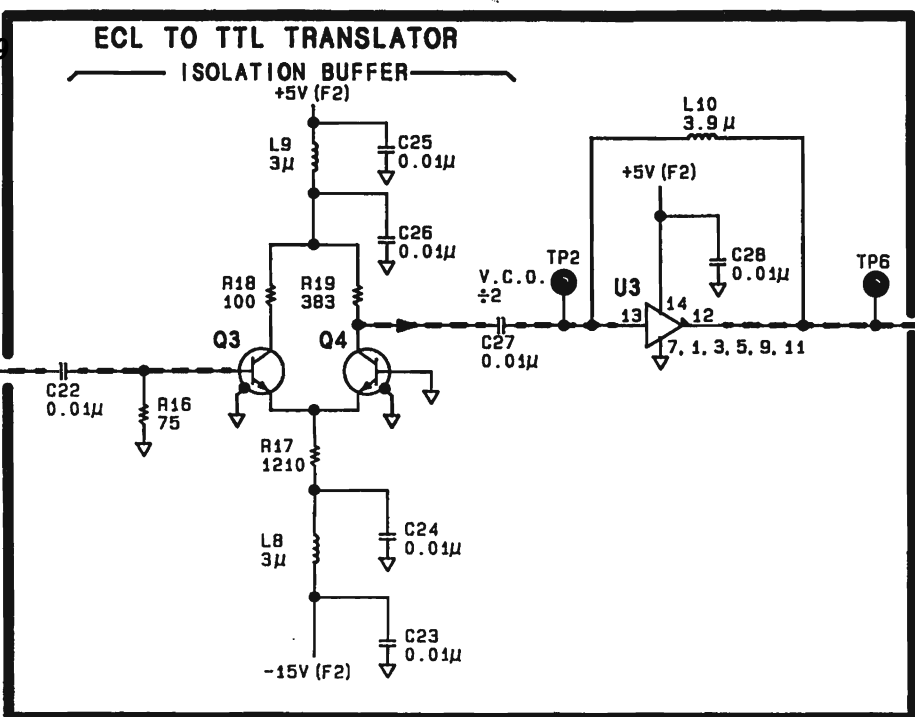 ECL TO TTL TRANSLATOR
ISOLATION BUFFER
+5V (F2)
L9
3μ
C25
0.01μ
C26
0.01μ
R18
100
R19
383
Q3
Q4
C22
0.01μ
R16
75
R17
1210
L8
3μ
C24
0.01μ
C23
0.01μ
-15V (F2)
V.C.O.
÷2
C27
0.01μ
TP2
L10
3.9 μ
+5V (F2)
C28
0.01μ
U3
13
14
12
7, 1, 3, 5, 9, 11
TP6